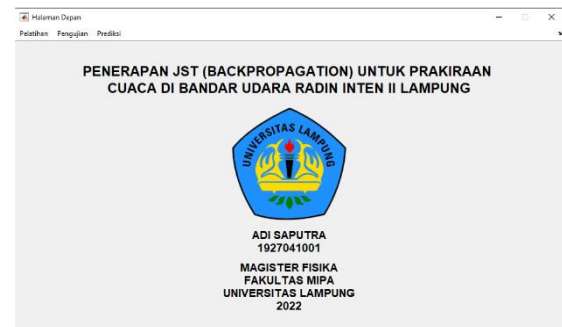 Halaman Depan
Pelatihan Pengujian Prediksi
PENERAPAN JST (BACKPROPAGATION) UNTUK PRAKIRAAN
CUACA DI BANDAR UDARA RADIN INTEN II LAMPUNG
UNIVERSITAS LAMPUNG
ADI SAPUTRA
1927041001
MAGISTER FISIKA
FAKULTAS MIPA
UNIVERSITAS LAMPUNG
2022